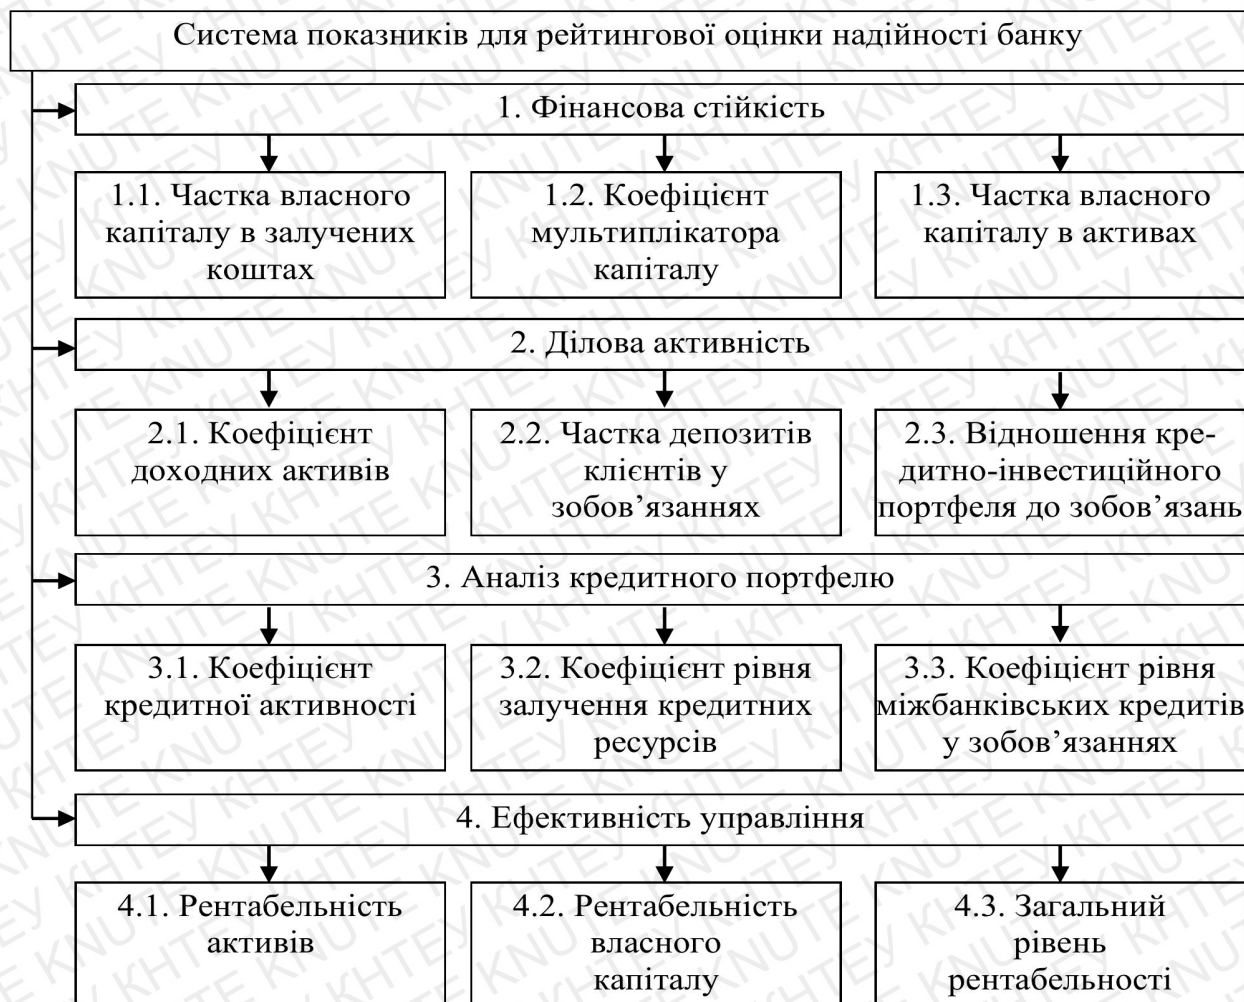 Система показників для рейтингової оцінки надійності банку
1. Фінансова стійкість
1.1. Частка власного
капіталу в залучених
коштах
1.2. Коефіцієнт
мультиплікатора
капіталу
1.3. Частка власного
капіталу в активах
2. Ділова активність
2.1. Коефіцієнт
доходних активів
2.2. Частка депозитів
клієнтів у
зобов’язаннях
2.3. Відношення кре-
дитно-інвестиційного
портфеля до зобов’язань
3. Аналіз кредитного портфелю
3.1. Коефіцієнт
кредитної активності
3.2. Коефіцієнт рівня
залучення кредитних
ресурсів
3.3. Коефіцієнт рівня
міжбанківських кредитів
у зобов’язаннях
4. Ефективність управління
4.1. Рентабельність
активів
4.2. Рентабельність
власного
капіталу
4.3. Загальний
рівень
рентабельності